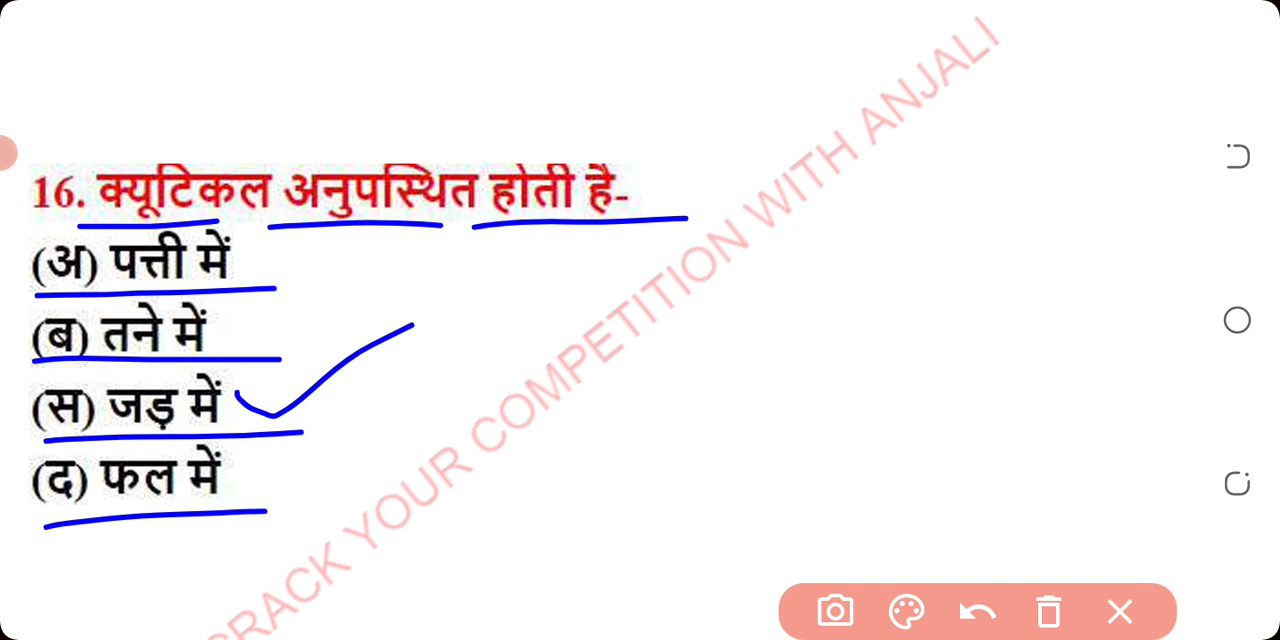 16. क्यूटिकल अनुपस्थित होती है-
(अ) पत्ती में
(ब) तने में
(स) जड़ में
(द) फल में
CRACK YOUR COMPETITION WITH ANJALI